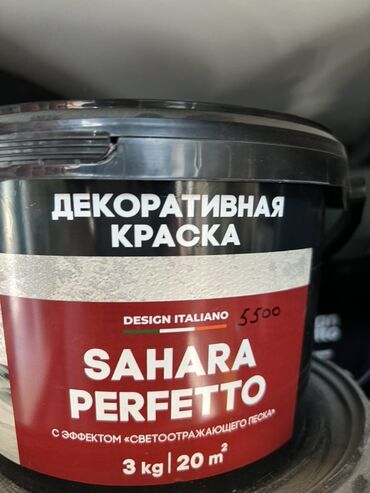 ДЕКОРАТИВНАЯ
КРАСКА
DESIGN ITALIANO 5500
SAHARA
PERFETTO
С ЭФФЕКТОМ «СВЕТООТРАЖАЮЩЕГО ПЕСКА»
3 kg | 20 m²